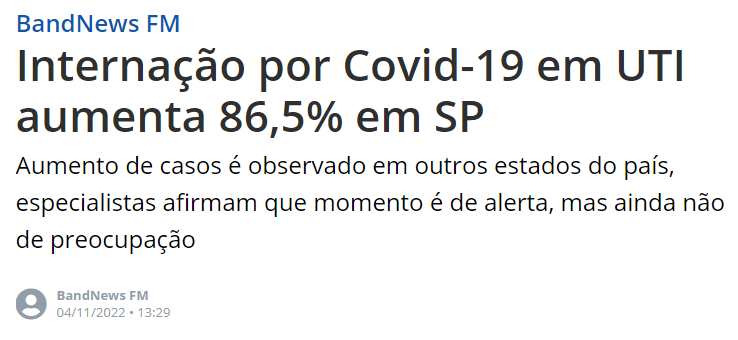 BandNews FM
Internação por Covid-19 em UTI
aumenta 86,5% em SP
Aumento de casos é observado em outros estados do país,
especialistas afirmam que momento é de alerta, mas ainda não
de preocupação
BandNews FM
04/11/2022 • 13:29